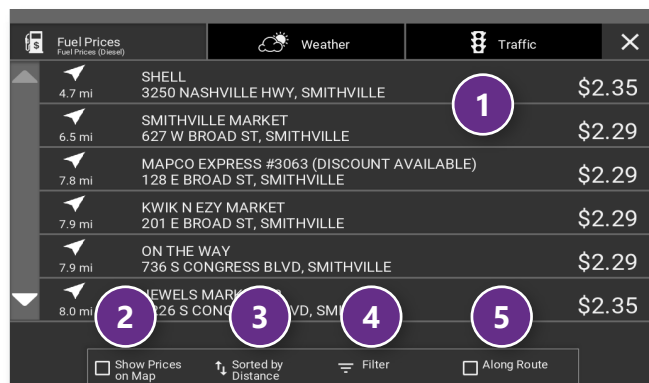 Fuel Prices
Fuel Prices (Diesel)
Weather
Traffic
SHELL
4.7 mi
3250 NASHVILLE HWY, SMITHVILLE
$2.35
1
SMITHVILLE MARKET
6.5 mi
627 W BROAD ST, SMITHVILLE
$2.29
MAPCO EXPRESS #3063 (DISCOUNT AVAILABLE)
7.8 mi
128 E BROAD ST, SMITHVILLE
$2.29
KWIK N EZY MARKET
7.9 mi
201 E BROAD ST, SMITHVILLE
$2.29
ON THE WAY
7.9 mi
736 S CONGRESS BLVD, SMITHVILLE
$2.29
8.0 mi
$2.35
2
3
4
5
Show Prices
on Map
Sorted by
Distance
Filter
Along Route